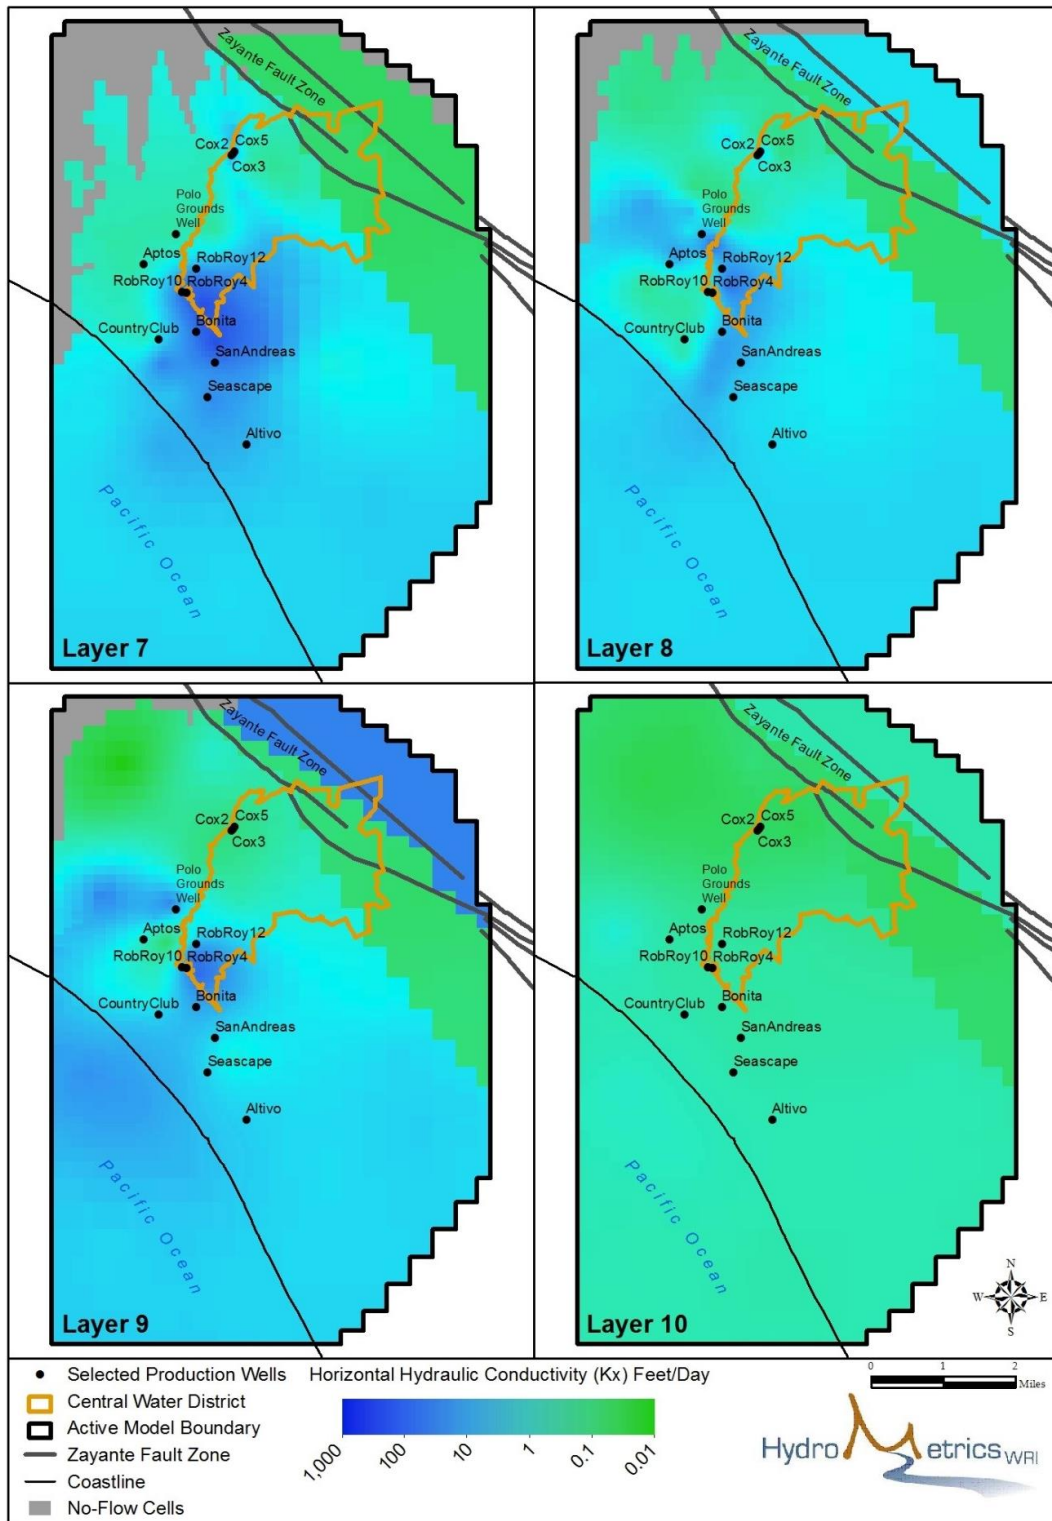 Zayante Fault Zone
Cox2
Cox5
Cox3
Polo
Grounds
Well
Aptos
RobRoy12
RobRoy10
RobRoy4
Bonita
CountryClub
SanAndreas
Seascape
Altivo
Pacific Ocean
Layer 7
Zayante Fault Zone
Cox2
Cox5
Cox3
Polo
Grounds
Well
Aptos
RobRoy12
RobRoy10
RobRoy4
Bonita
CountryClub
SanAndreas
Seascape
Altivo
Pacific Ocean
Layer 8
Zayante Fault Zone
Cox2
Cox5
Cox3
Polo
Grounds
Well
Aptos
RobRoy12
RobRoy10
RobRoy4
Bonita
CountryClub
SanAndreas
Seascape
Altivo
Pacific Ocean
Layer 9
Zayante Fault Zone
Cox2
Cox5
Cox3
Polo
Grounds
Well
Aptos
RobRoy12
RobRoy10
RobRoy4
Bonita
CountryClub
SanAndreas
Seascape
Altivo
Pacific Ocean
N
W
E
S
Layer 10
Selected Production Wells
Central Water District
Active Model Boundary
Zayante Fault Zone
Coastline
No-Flow Cells
Horizontal Hydraulic Conductivity (Kx) Feet/Day
1,000
100
10
1
0.1
0.01
0 1 2
Miles
HydroMetrics WRI